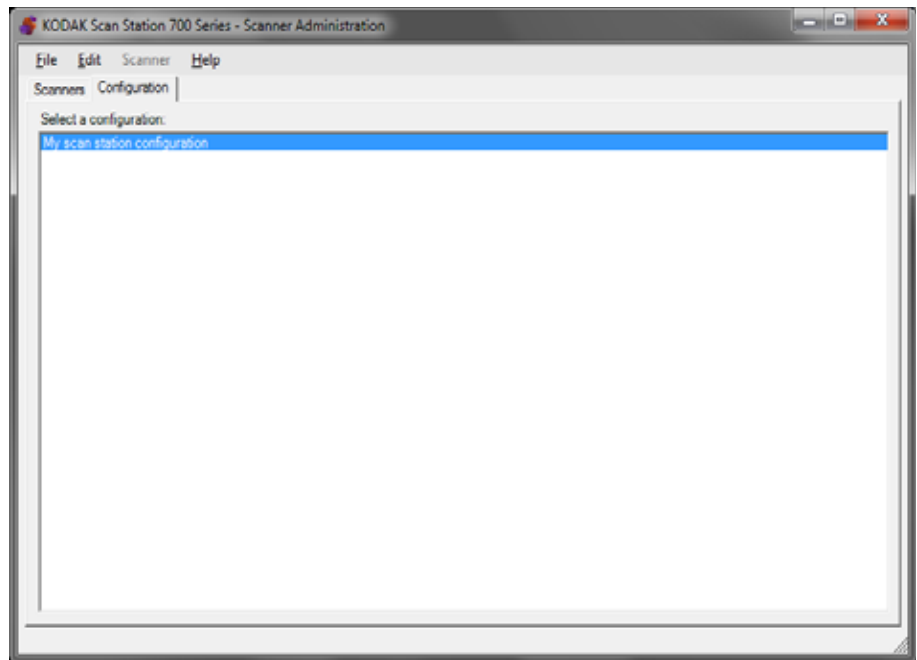 KODAK Scan Station 700 Series - Scanner Administration
File Edit Scanner Help
Scanners Configuration
Select a configuration:
My scan station configuration